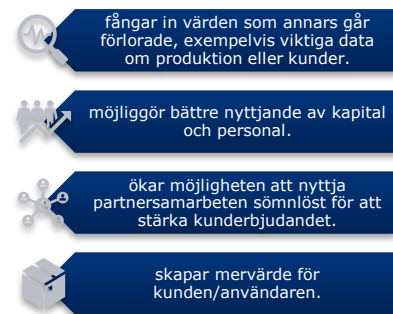 fångar in värden som annars går
förlorade, exempelvis viktiga data
om produktion eller kunder.
möjliggör bättre nyttjande av kapital
och personal.
ökar möjligheten att nyttja
partnersamarbeten sömnlöst för att
stärka kunderbjudandet.
skapar mervärde för
kunden/användaren.